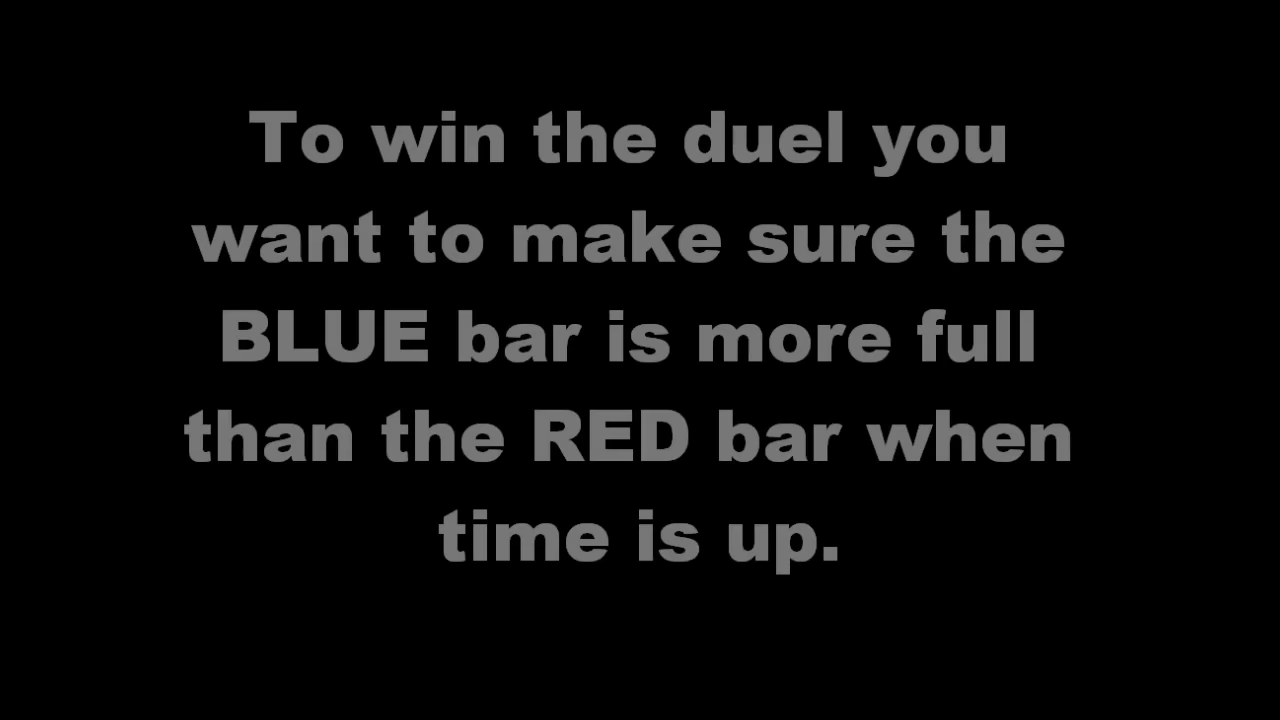 To win the duel you
want to make sure the
BLUE bar is more full
than the RED bar when
time is up.